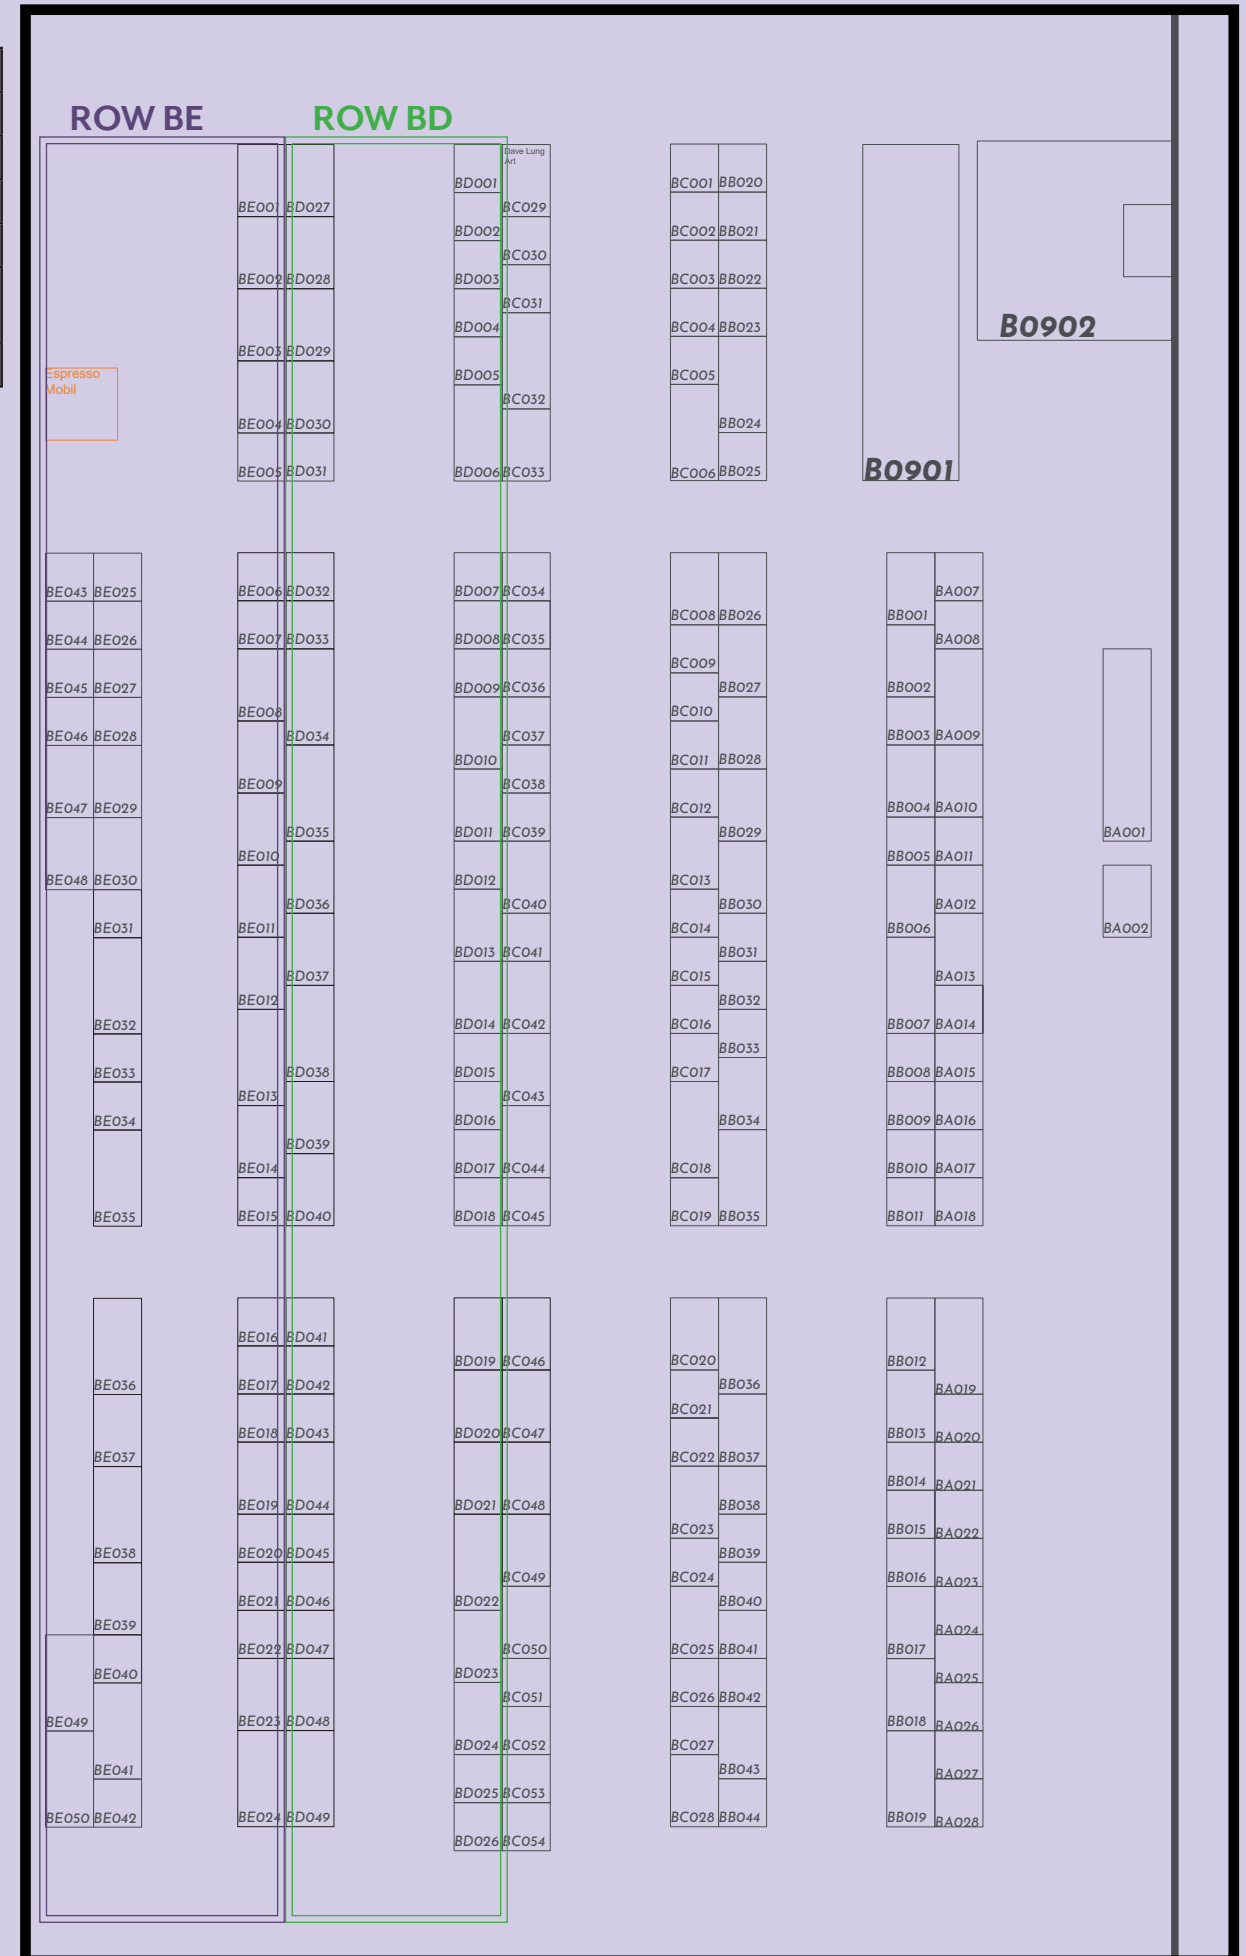 ROW BE ROW BD
Dave Lung
Art
BD001 BC001 BB020
BE001 BD027 BC029
BD002 BC002 BB021
BC030
BE002 BD028 BD003 BC003 BB022
BC031
BD004 BC004 BB023 B0902
BE003 BD029
Espresso BD005 BC005
Mobil
BC032
BE004 BD030 BB024
BE005 BD031 BD006 BC033 BC006 BB025 B0901
BE043 BE025 BE006 BD032 BD007 BC034 BA007
BC008 BB026 BB001
BE044 BE026 BE007 BD033 BD008 BC035 BA008
BC009
BE045 BE027 BD009 BC036 BB027 BB002
BE008 BC010
BE046 BE028 BD034 BC037 BB003 BA009
BD010 BC011 BB028
BE009 BC038
BE047 BE029 BC012 BB004 BA010
BD035 BD011 BC039 BB029 BA001
BE010 BB005 BA011
BE048 BE030 BD012 BC013
BD036 BC040 BB030 BA012
BE031 BE011 BC014 BB006 BA002
BD013 BC041 BB031
BD037 BC015 BA013
BE012 BB032
BE032 BD014 BC042 BC016 BB007 BA014
BB033
BE033 BD038 BD015 BC017 BB008 BA015
BE013 BC043
BE034 BD016 BB034 BB009 BA016
BD039
BE014 BD017 BC044 BC018 BB010 BA017
BE035 BE015 BD040 BD018 BC045 BC019 BB035 BB011 BA018
BE016 BD041
BD019 BC046 BC020 BB012
BE036 BE017 BD042 BB036 BA019
BC021
BE018 BD043 BD020 BC047 BB013 BA020
BE037 BC022 BB037
BB014 BA021
BE019 BD044 BD021 BC048 BB038
BC023 BB015 BA022
BE038 BE020 BD045 BB039
BC049 BC024 BB016 BA023
BE021 BD046 BD022 BB040
BE039 BA024
BE022 BD047 BC050 BC025 BB041 BB017
BE040 BD023 BA025
BC051 BC026 BB042
BE049 BE023 BD048 BB018 BA026
BD024 BC052 BC027
BE041 BB043 BA027
BD025 BC053
BE050 BE042 BE024 BD049 BC028 BB044 BB019 BA028
BD026 BC054